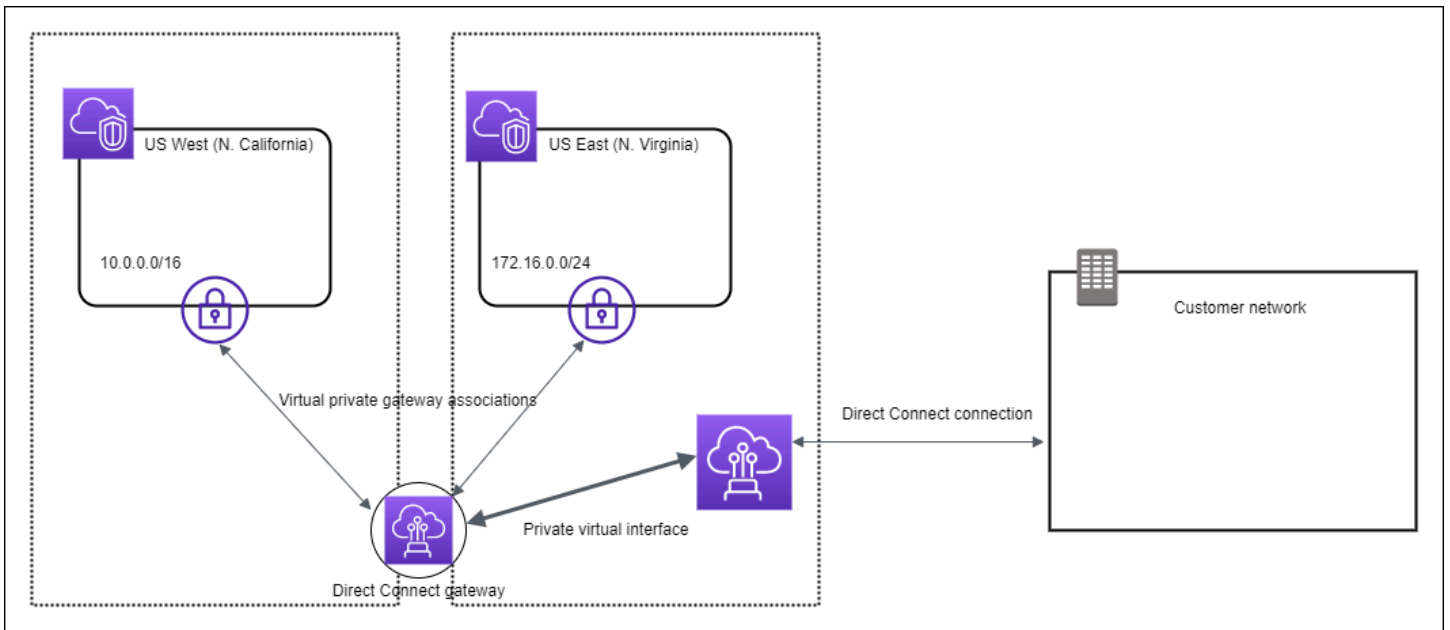 US West (N. California)
US East (N. Virginia)
10.0.0.0/16
172.16.0.0/24
Customer network
Virtual private gateway associations
Direct Connect connection
Private virtual interface
Direct Connect gateway